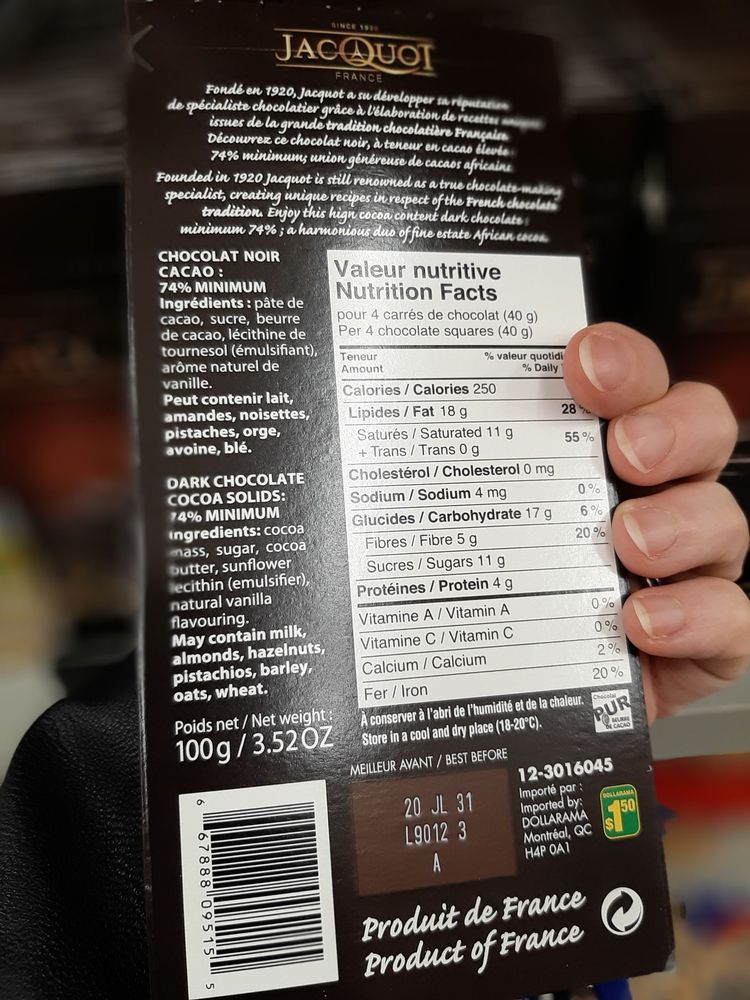 SINCE 1920
JACQUOT
FRANCE
Fondé en 1920, Jacquot a su développer sa réputation
de spécialiste chocolatier grâce à l'élaboration de recettes
issues de la grande tradition chocolatière Française.
Découvrez ce chocolat noir, à teneur en cacao élevée
74% minimum; union généreuse de cacaos africains
Founded in 1920 Jacquot is still renowned as a true chocolate-making
specialist, creating unique recipes in respect of the French chocolate
tradition. Enjoy this hign cocoa content dark chocolate :
minimum 74% ; a harmonious duo of fine estate African cocoa.
CHOCOLAT NOIR
CACAO :
74% MINIMUM
Ingrédients : pâte de
cacao, sucre, beurre
de cacao, lécithine de
tournesol (émulsifiant),
arôme naturel de
vanille.
Peut contenir lait,
amandes, noisettes,
pistaches, orge,
avoine, blé.
DARK CHOCOLATE
COCOA SOLIDS:
74% MINIMUM
ingredients: cocoa
mass, sugar, cocoa
butter, sunflower
lecithin (emulsifier),
natural vanilla
flavouring.
May contain milk,
almonds, hazelnuts,
pistachios, barley,
oats, wheat.
Poids net / Net weight :
100 g / 3.52 OZ
6 67888 09515 5
Valeur nutritive
Nutrition Facts
pour 4 carrés de chocolat (40 g)
Per 4 chocolate squares (40 g)
Teneur % valeur quotidi
Amount % Daily
Calories / Calories 250
Lipides / Fat 18 g 28 %
Saturés / Saturated 11 g
+ Trans / Trans 0 g 55 %
Cholestérol / Cholesterol 0 mg
Sodium / Sodium 4 mg 0 %
Glucides / Carbohydrate 17 g 6 %
Fibres / Fibre 5 g 20 %
Sucres / Sugars 11 g
Protéines / Protein 4 g
Vitamine A / Vitamin A 0 %
Vitamine C / Vitamin C 0 %
Calcium / Calcium 2 %
Fer / Iron 20 %
À conserver à l'abri de l'humidité et de la chaleur.
Store in a cool and dry place (18-20°C).
Chocolat
PUR
BEURRE
DE CACAO
MEILLEUR AVANT / BEST BEFORE
20 JL 31
L9012 3
A
12-3016045
Importé par :
Imported by:
DOLLARAMA
Montréal, QC
H4P 0A1
DOLLARAMA
$1.50
Produit de France
Product of France